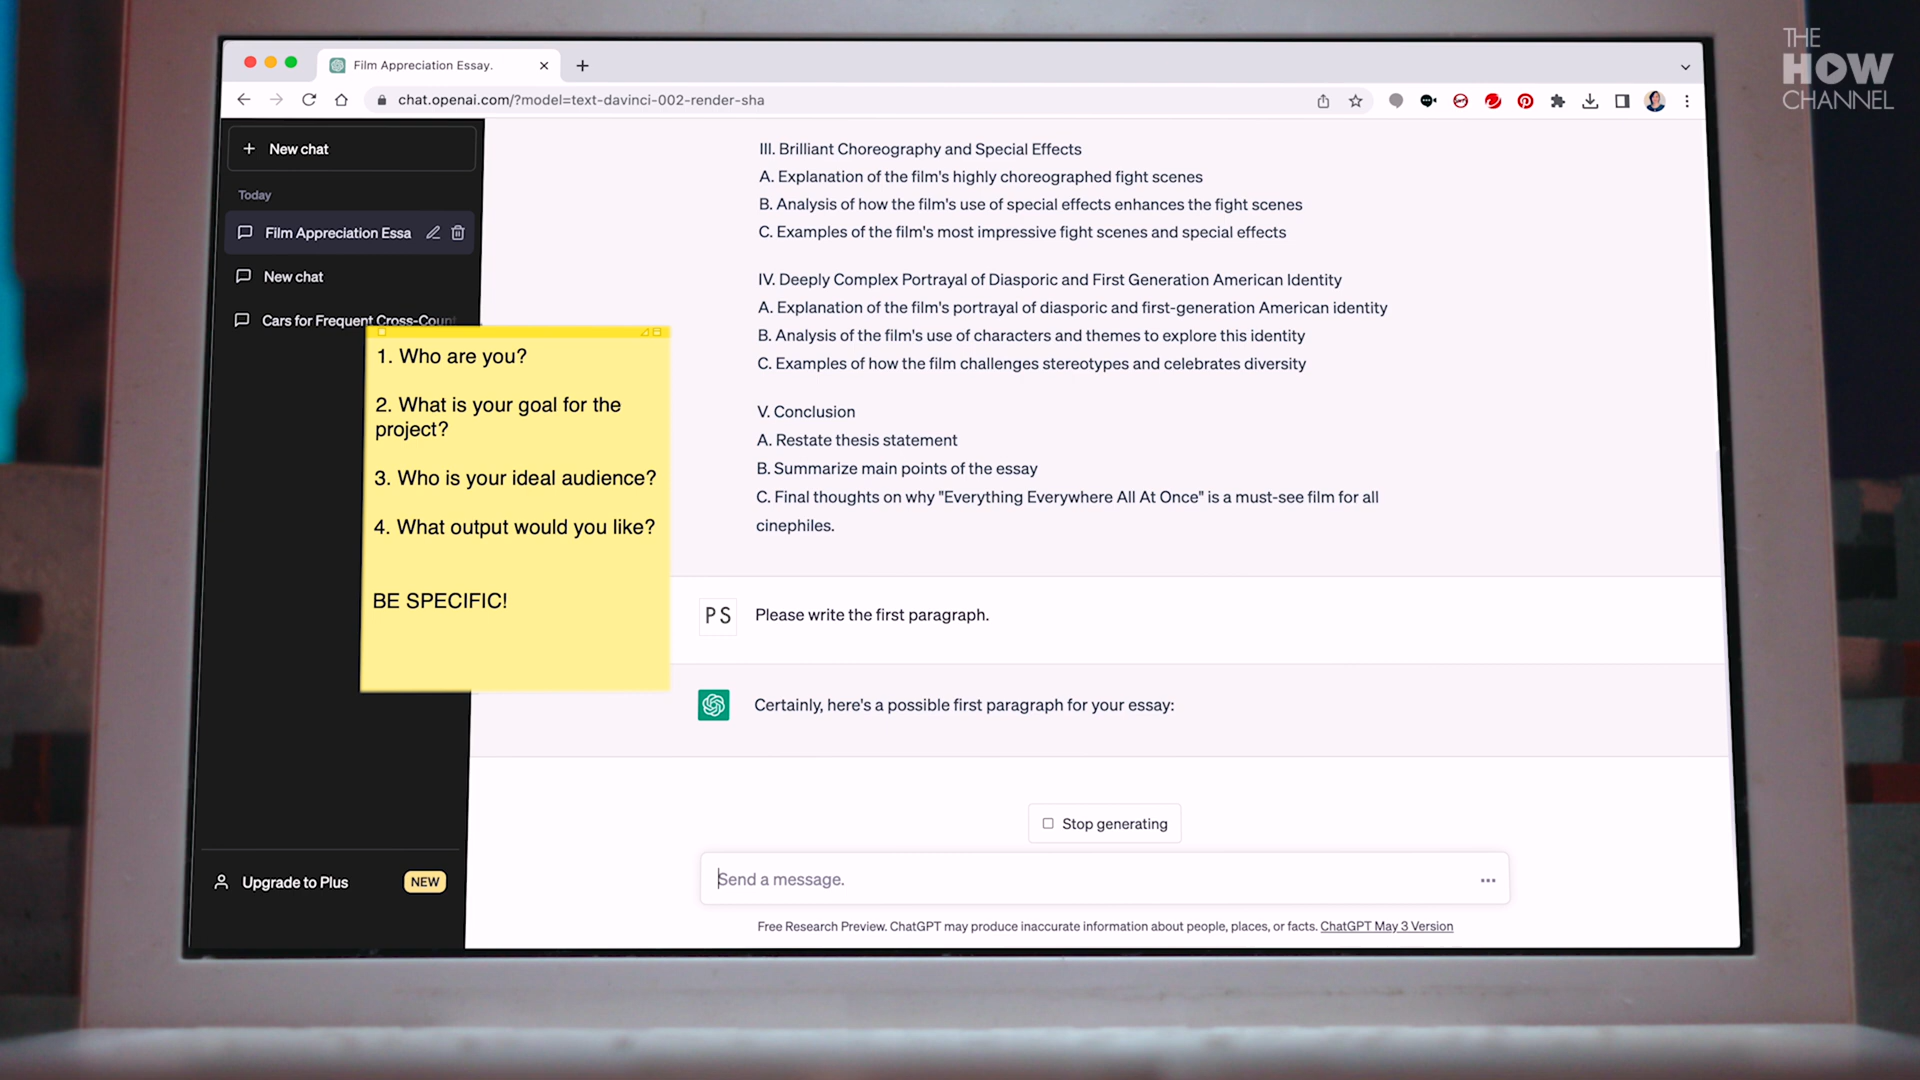 THE
HOW
CHANNEL
Film Appreciation Essay.
chat.openai.com/?model=text-davinci-002-render-sha
New chat
Today
Film Appreciation Essa
New chat
Cars for Frequent Cross-Coun
1. Who are you?
2. What is your goal for the
project?
3. Who is your ideal audience?
4. What output would you like?
BE SPECIFIC!
Upgrade to Plus
NEW
III. Brilliant Choreography and Special Effects
A. Explanation of the film's highly choreographed fight scenes
B. Analysis of how the film's use of special effects enhances the fight scenes
C. Examples of the film's most impressive fight scenes and special effects
IV. Deeply Complex Portrayal of Diasporic and First Generation American Identity
A. Explanation of the film's portrayal of diasporic and first-generation American identity
B. Analysis of the film's use of characters and themes to explore this identity
C. Examples of how the film challenges stereotypes and celebrates diversity
V. Conclusion
A. Restate thesis statement
B. Summarize main points of the essay
C. Final thoughts on why "Everything Everywhere All At Once" is a must-see film for all
cinephiles.
PS
Please write the first paragraph.
Certainly, here's a possible first paragraph for your essay:
Stop generating
Send a message.
Free Research Preview. ChatGPT may produce inaccurate information about people, places, or facts. ChatGPT May 3 Version